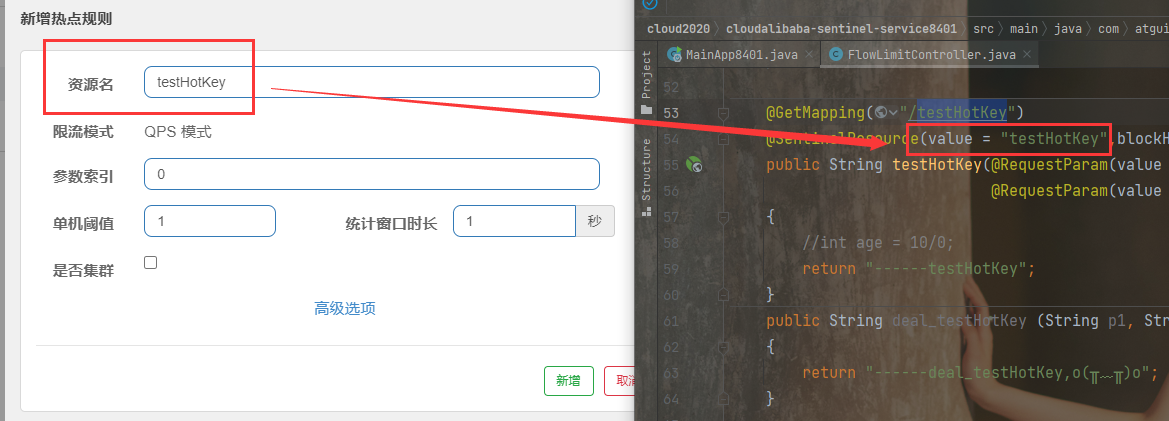 新增热点规则
资源名
testHotKey
限流模式
QPS 模式
参数索引
0
单机阈值
1
统计窗口时长
1
秒
是否集群
高级选项
新增
取消
cloud2020 › cloudalibaba-sentinel-service8401 › src › main › java › com › atgui
MainApp8401.java
FlowLimitController.java
Project
Structure
52
53 @GetMapping("/testHotKey")
54 @SentinelResource(value = "testHotKey",blockH
55 public String testHotKey(@RequestParam(value
56 @RequestParam(value
57 {
58 //int age = 10/0;
59 return "------testHotKey";
60 }
61 public String deal_testHotKey (String p1, Str
62 {
63 return "------deal_testHotKey,o(╥﹏╥)o";
64 }